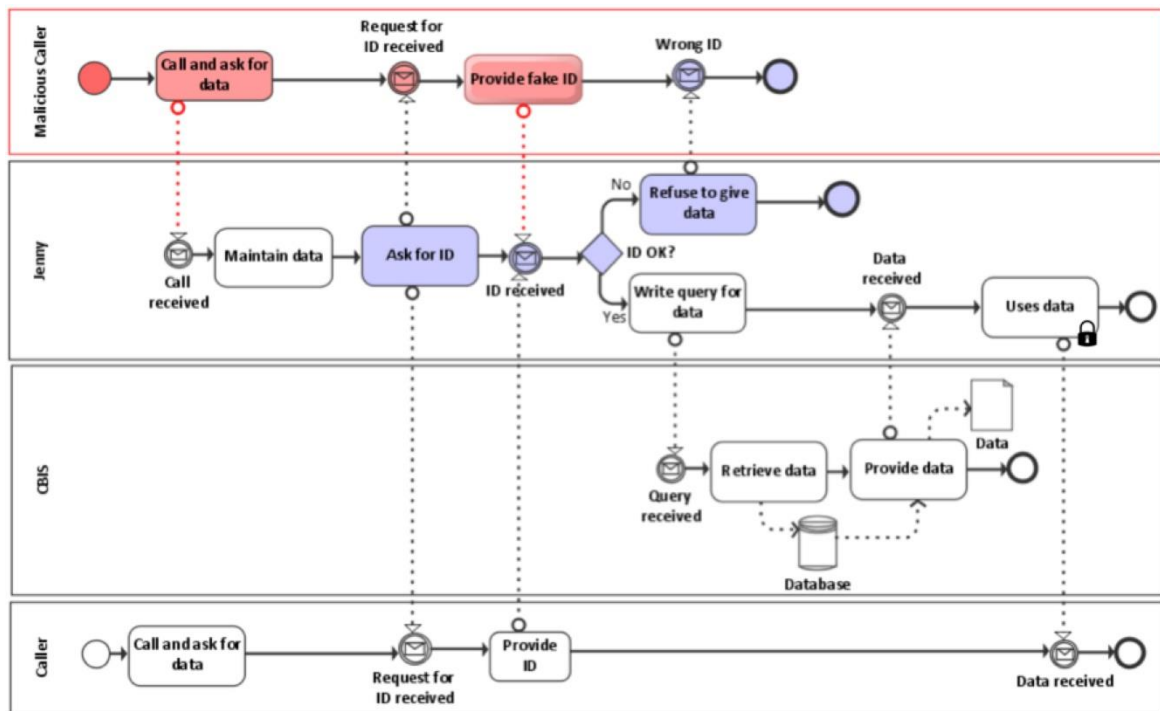 Malicious Caller
Call and ask for
data
Request for
ID received
Provide fake ID
Wrong ID
Jenny
Call
received
Maintain data
Ask for ID
ID received
ID OK?
No
Yes
Refuse to give
data
Write query for
data
Data
received
Uses data
CBIS
Query
received
Retrieve data
Provide data
Data
Database
Caller
Call and ask for
data
Request for
ID received
Provide
ID
Data received